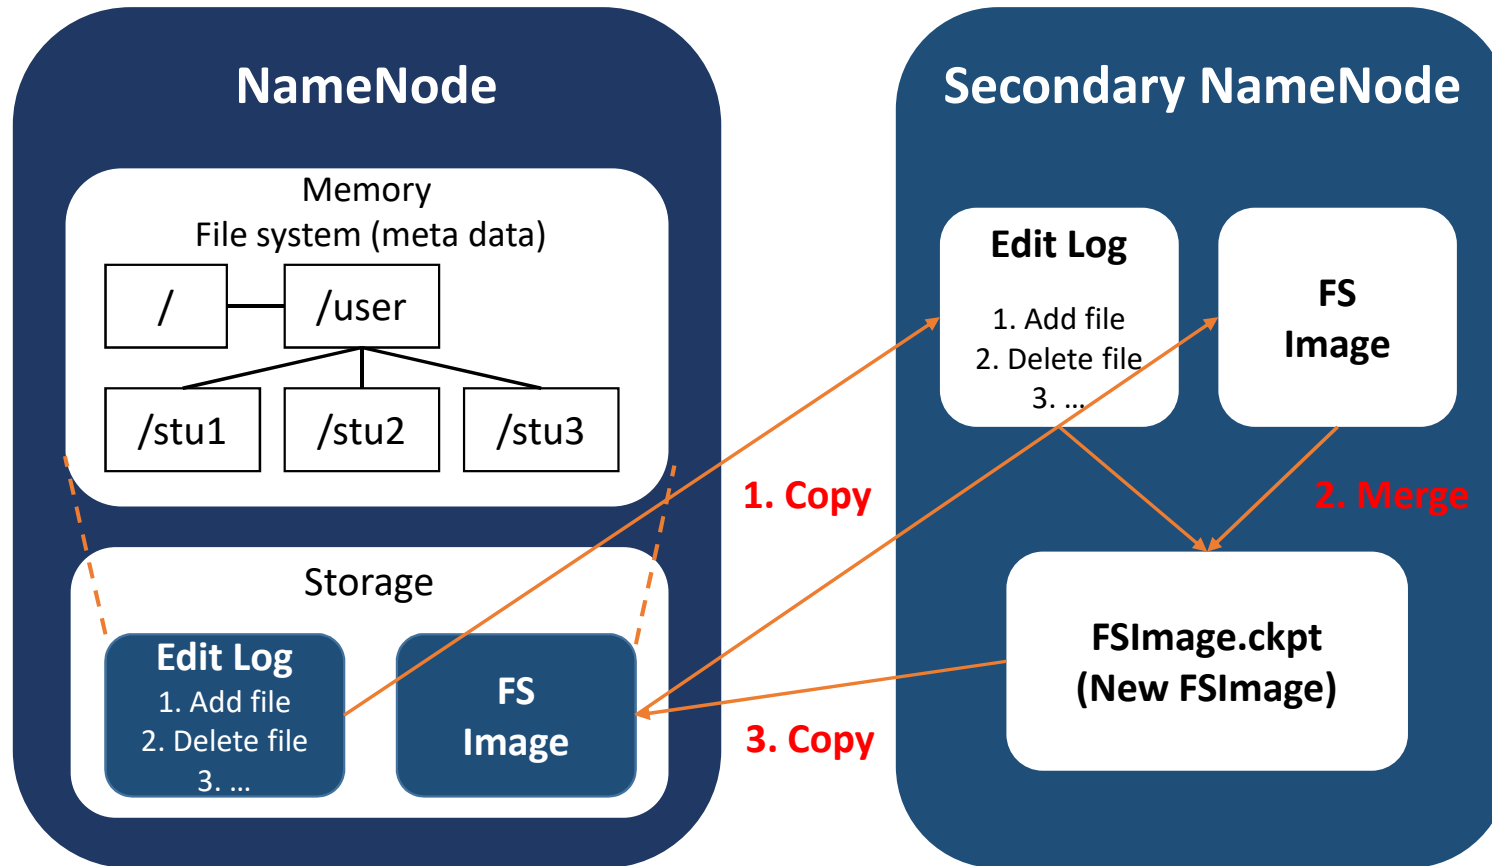 NameNode
Memory
File system (meta data)
/
/user
/stu1
/stu2
/stu3
Storage
Edit Log
1. Add file
2. Delete file
3. ...
FS
Image
1. Copy
3. Copy
Secondary NameNode
Edit Log
1. Add file
2. Delete file
3. ...
FS
Image
2. Merge
FSImage.ckpt
(New FSImage)